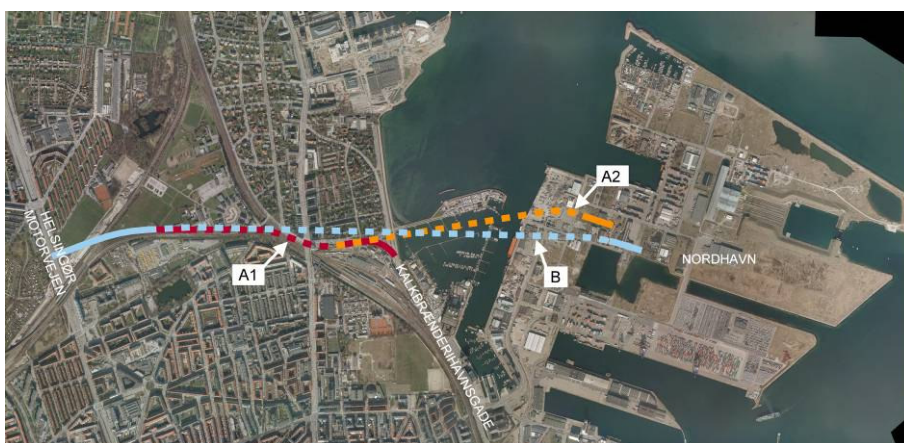 A2
A1
B
HELSINGØR
MOTORVEJEN
KALKBRÆNDERIHAVNSGADE
NORDHAVN